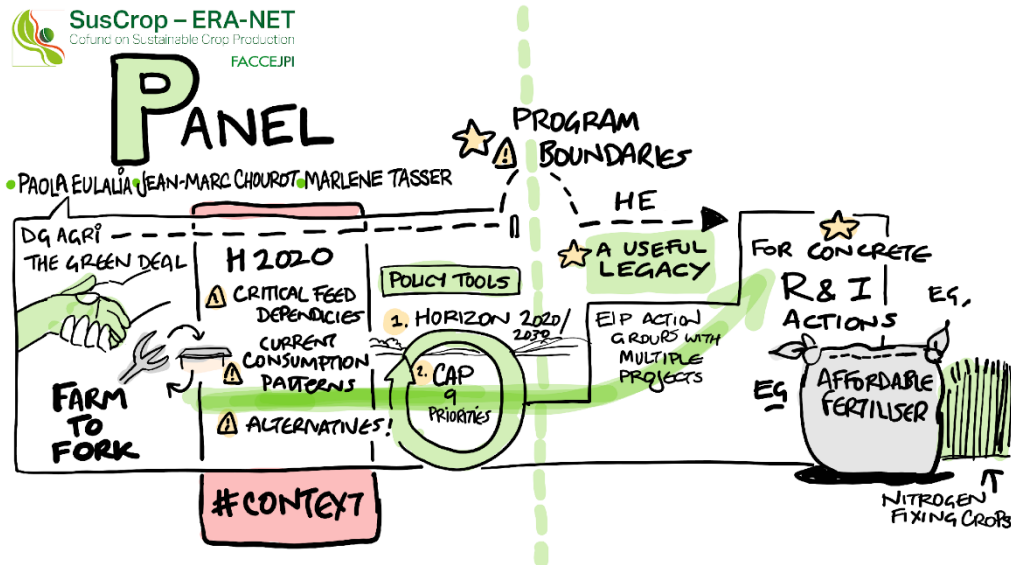 SusCrop – ERA-NET
Cofund on Sustainable Crop Production
FACCEJPI
PANEL
• PAOLA EULALIA • JEAN-MARC CHOUROT • MARLENE TASSER
DG AGRI
THE GREEN DEAL
FARM
TO
FORK
H2020
CRITICAL FEED
DEPENDICIES
CURRENT
CONSUMPTION
PATTERNS
ALTERNATIVES!
#CONTEXT
POLICY TOOLS
1. HORIZON 2020/
2030
2. CAP
9
PRIORITIES
PROGRAM
BOUNDARIES
HE
A USEFUL
LEGACY
EIP ACTION
GROUPS WITH
MULTIPLE
PROJECTS
FOR CONCRETE
R & I
ACTIONS
EG,
EG
AFFORDABLE
FERTILISER
NITROGEN
FIXING CROPS